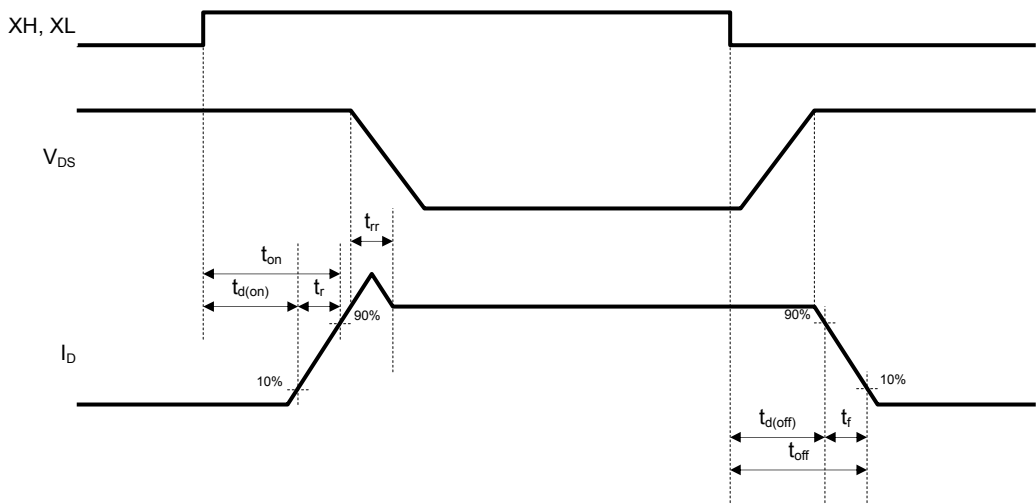 XH, XL
VDS
trr
ton
td(on) tr
90% 90%
ID
10% 10%
td(off) tf
toff